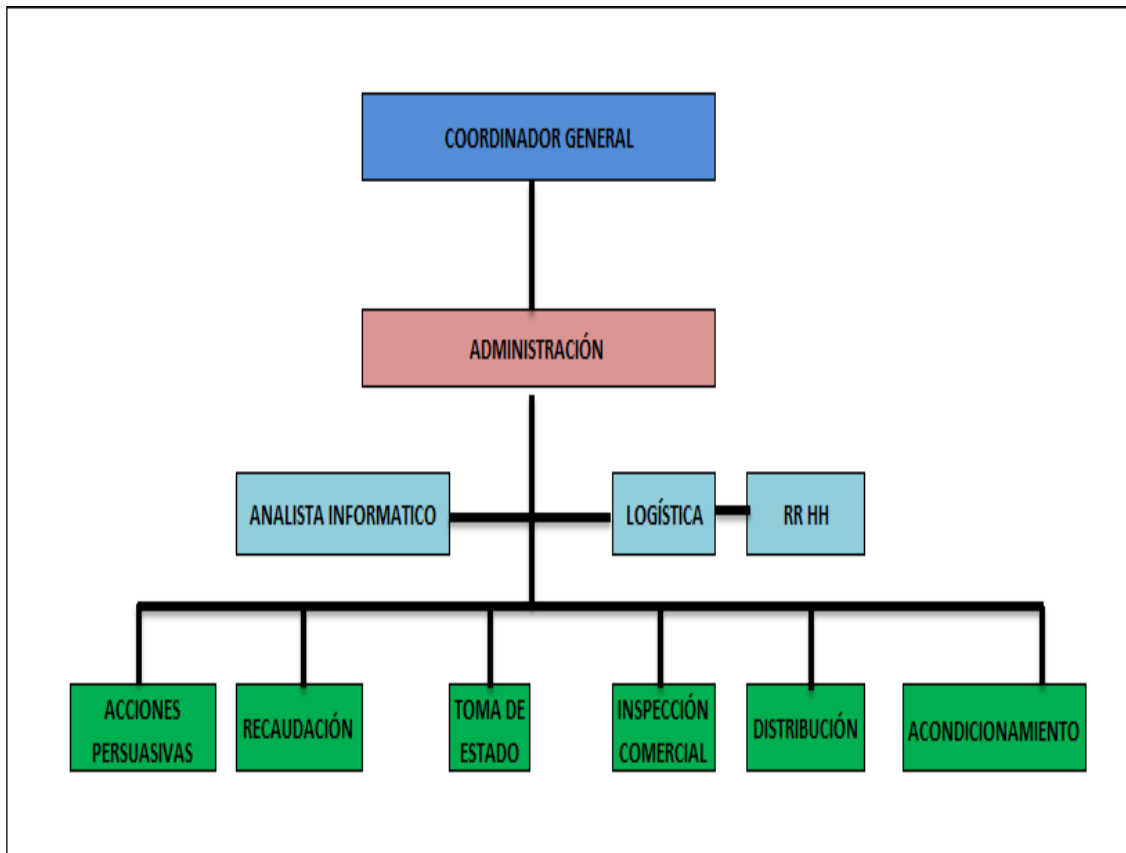 COORDINADOR GENERAL
ADMINISTRACIÓN
ANALISTA INFORMATICO
LOGÍSTICA
RR HH
ACCIONES
PERSUASIVAS
RECAUDACIÓN
TOMA DE
ESTADO
INSPECCIÓN
COMERCIAL
DISTRIBUCIÓN
ACONDICIONAMIENTO